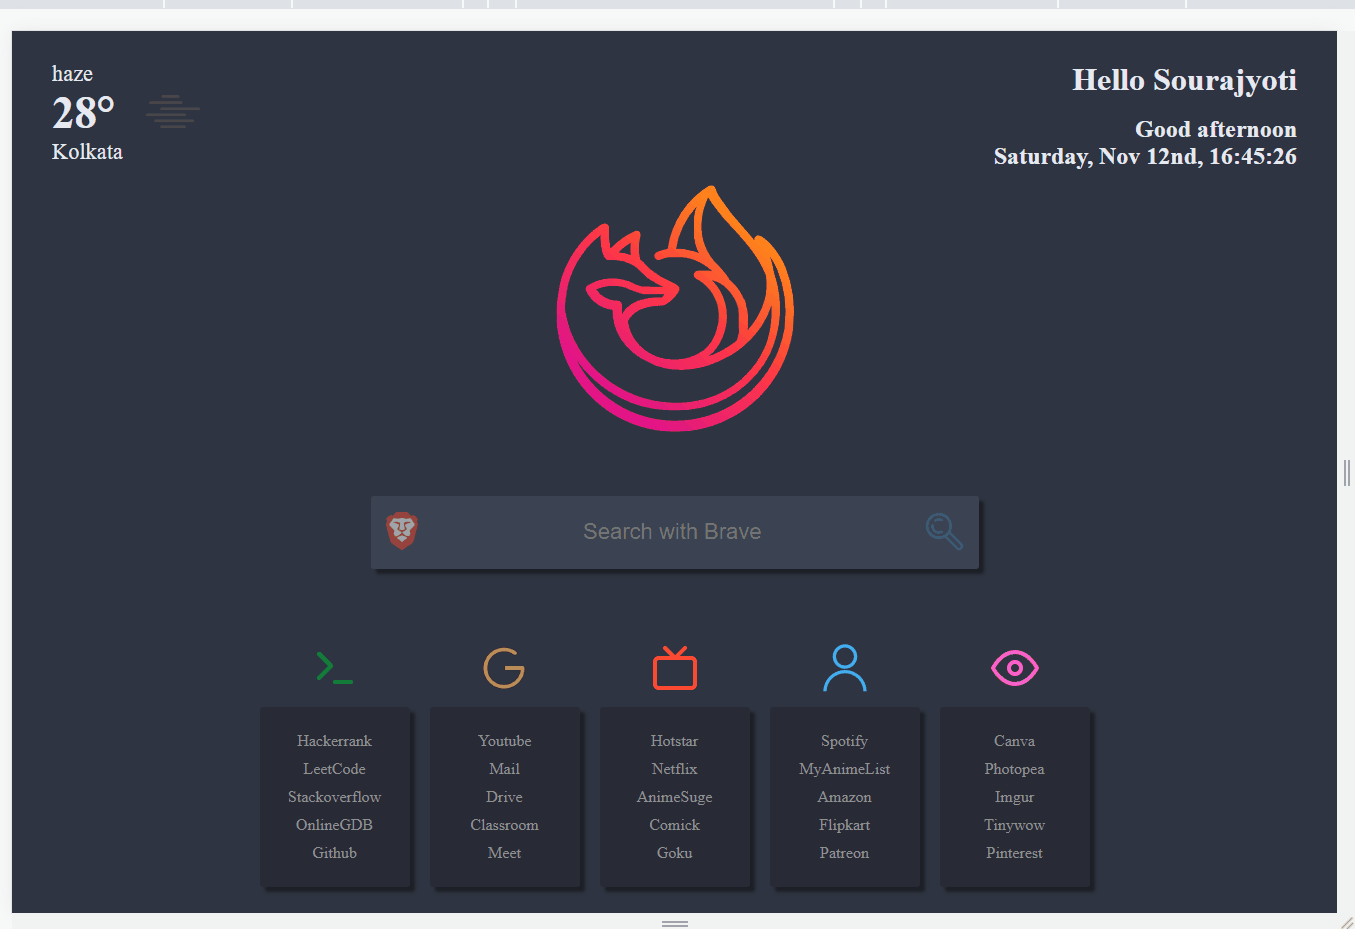 haze
28°
Kolkata
Hello Sourajyoti
Good afternoon
Saturday, Nov 12nd, 16:45:26
Search with Brave
Hackerrank
LeetCode
Stackoverflow
OnlineGDB
Github
Youtube
Mail
Drive
Classroom
Meet
Hotstar
Netflix
AnimeSuge
Comick
Goku
Spotify
MyAnimeList
Amazon
Flipkart
Patreon
Canva
Photopea
Imgur
Tinywow
Pinterest